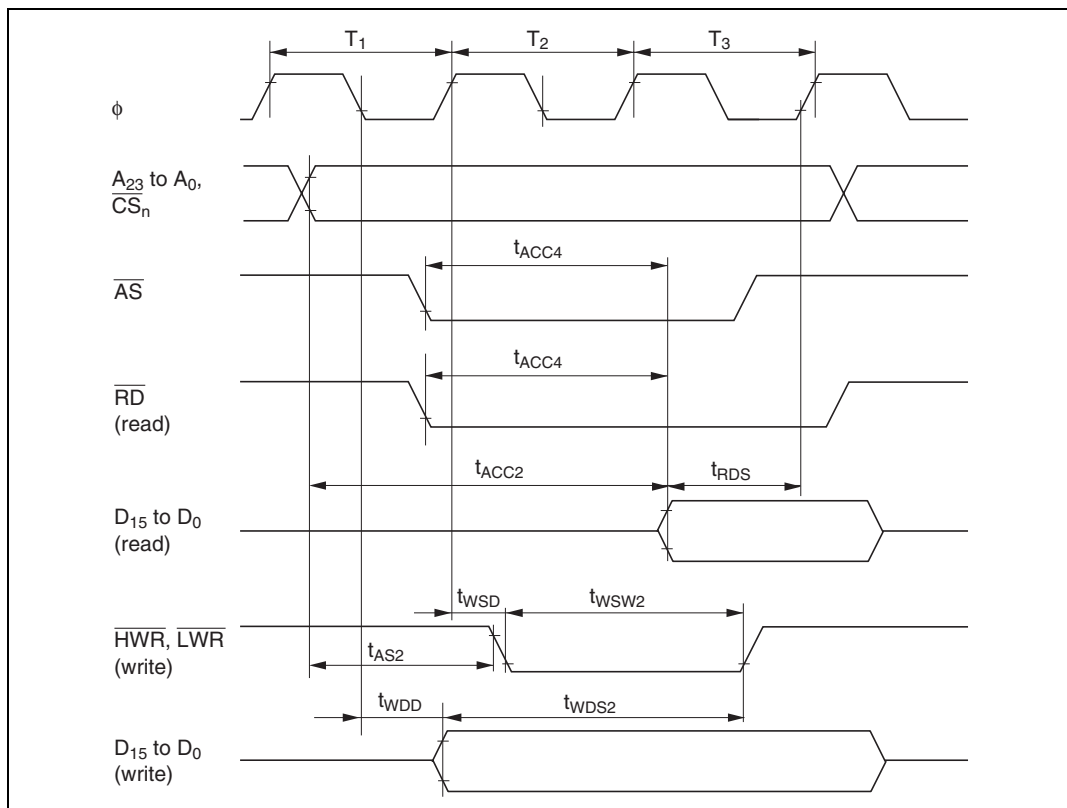 T1 T2 T3
ϕ
A23 to A0,
CSn
tACC4
AS
tACC4
RD
(read)
tACC2 tRDS
D15 to D0
(read)
tWSD tWSW2
HWR, LWR
(write)
tAS2
tWDD tWDS2
D15 to D0
(write)